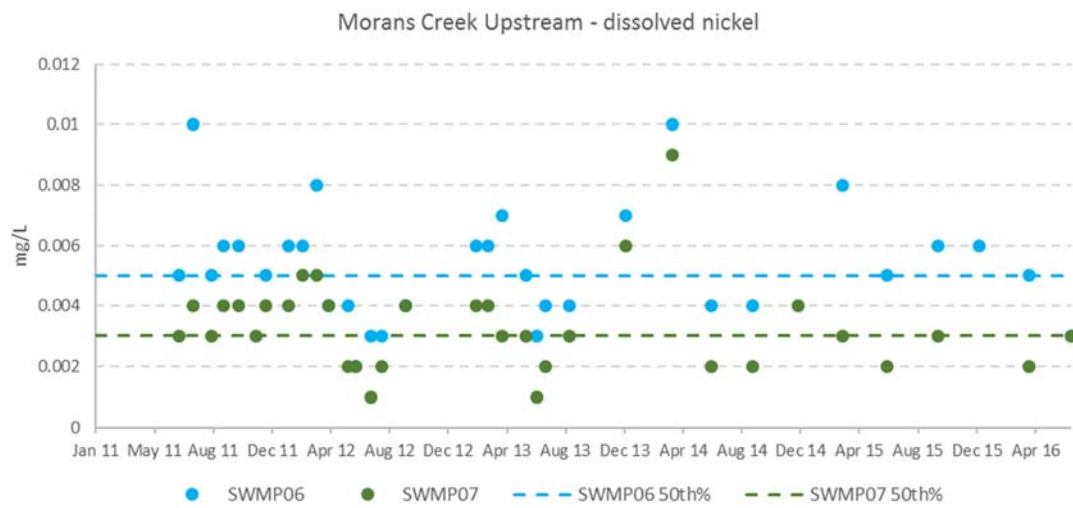 Morans Creek Upstream - dissolved nickel
0.012
0.01
0.008
0.006
0.004
0.002
0
mg/L
Jan 11 May 11 Aug 11 Dec 11 Apr 12 Aug 12 Dec 12 Apr 13 Aug 13 Dec 13 Apr 14 Aug 14 Dec 14 Apr 15 Aug 15 Dec 15 Apr 16
SWMP06 SWMP07 SWMP06 50th% SWMP07 50th%